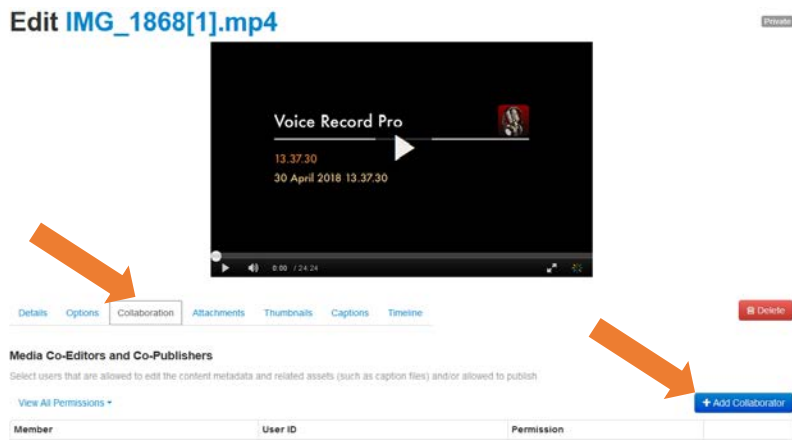 Edit IMG_1868[1].mp4
Private
Voice Record Pro
13.37.30
30 April 2018 13.37.30
0:00 / 24:24
Details Options Collaboration Attachments Thumbnails Captions Timeline
Delete
Media Co-Editors and Co-Publishers
Select users that are allowed to edit the content metadata and related assets (such as caption files) and/or allowed to publish
View All Permissions
+ Add Collaborator
Member User ID Permission